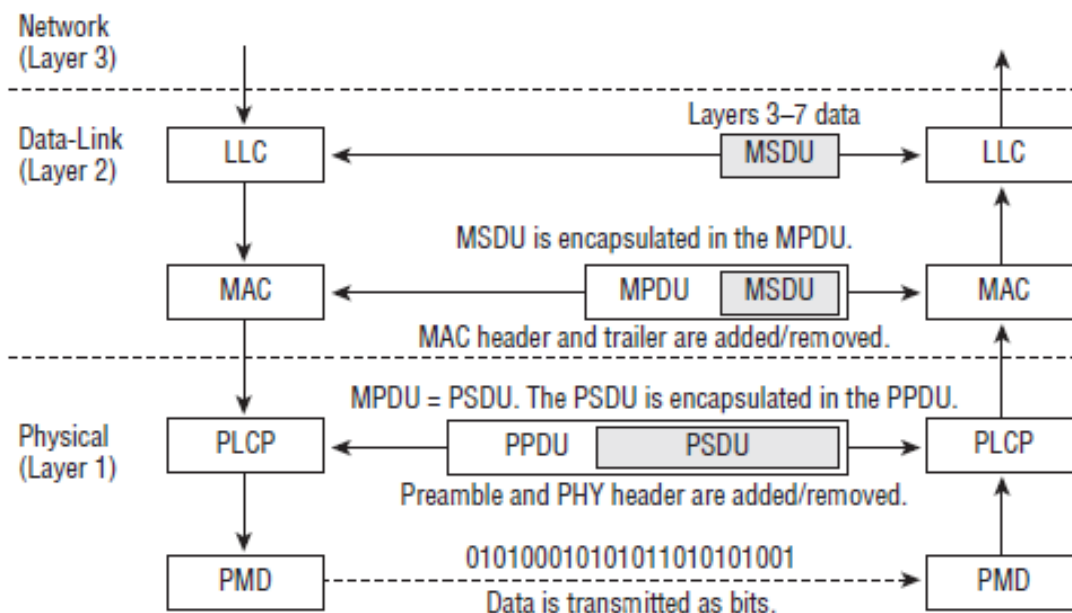 Network
(Layer 3)
Layers 3–7 data
Data-Link
(Layer 2)
LLC
MSDU
LLC
MSDU is encapsulated in the MPDU.
MAC
MPDU
MSDU
MAC
MAC header and trailer are added/removed.
MPDU = PSDU. The PSDU is encapsulated in the PPDU.
Physical
(Layer 1)
PLCP
PPDU
PSDU
PLCP
Preamble and PHY header are added/removed.
010100010101011010101001
PMD
PMD
Data is transmitted as bits.